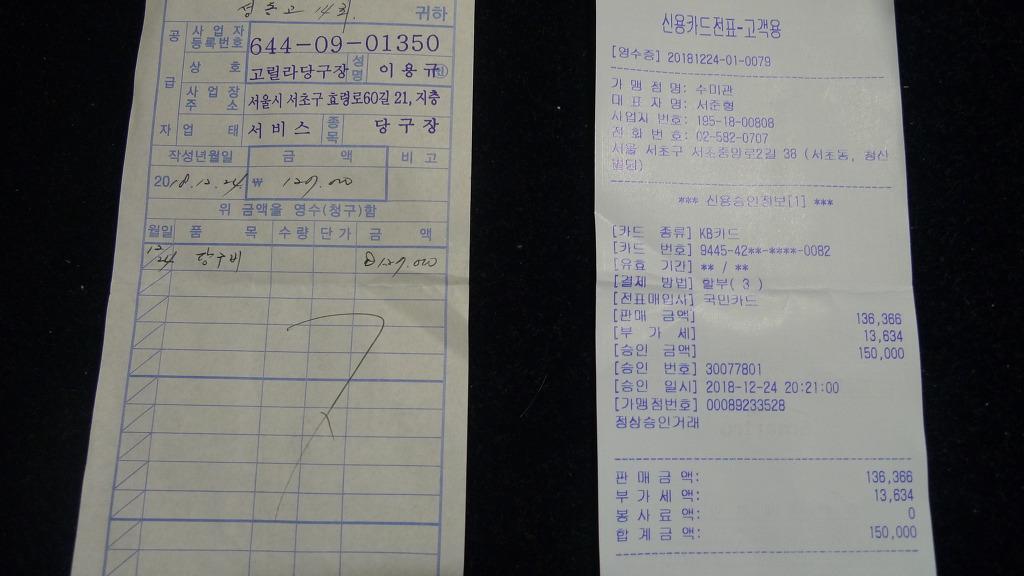 성동고 14회. 귀하
공 급 자
사업자 등록번호 644-09-01350
상 호 고릴라당구장 성명 이용규 ㊞
사업장 주소 서울시 서초구 효령로60길 21, 지층
업 태 서비스 종목 당구장
작성년월일 금 액 비 고
2018.12.24 ₩ 127.000
위 금액을 영수(청구)함
월일 품 목 수량 단가 금 액
12/24 127.000
신용카드전표-고객용
[영수증] 20181224-01-0079
가 맹 점 명: 수미관
대 표 자 명: 서준형
사업자 번호: 195-18-00808
전 화 번 호: 02-582-0707
서울 서초구 서초중앙로2길 38 (서초동, 청산
빌딩)
*** 신용승인정보[1] ***
[카드 종류] KB카드
[카드 번호] 9445-42**-****-0082
[유효 기간] ** / **
[결제 방법] 할부( 3 )
[전표매입사] 국민카드
[판매 금액] 136,366
[부 가 세] 13,634
[승인 금액] 150,000
[승인 번호] 30077801
[승인 일시] 2018-12-24 20:21:00
[가맹점번호] 00089233528
정상승인거래
판 매 금 액: 136,366
부 가 세 액: 13,634
봉 사 료 액: 0
합 계 금 액: 150,000